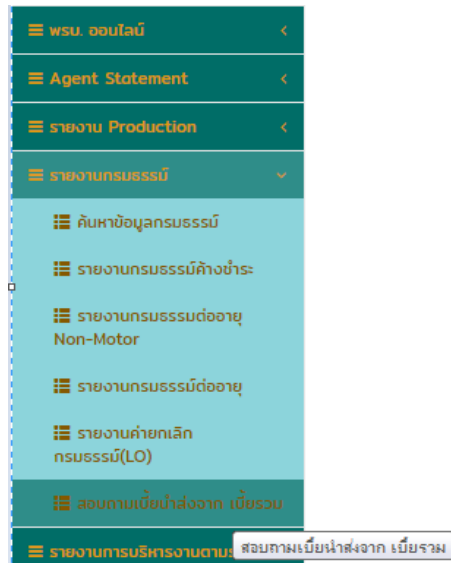 พรบ. ออนไลน์
Agent Statement
รายงาน Production
รายงานกรมธรรม์
ค้นหาข้อมูลกรมธรรม์
รายงานกรมธรรม์ค้างชำระ
รายงานกรมธรรมต่ออายุ
Non-Motor
รายงานกรมธรรม์ต่ออายุ
รายงานค่ายกเลิก
กรมธรรม์(LO)
สอบถามเบี้ยนำส่งจาก เบี้ยรวม
สอบถามเบี้ยนำส่งจาก เบี้ยรวม
รายงานการบริหารงานตาม